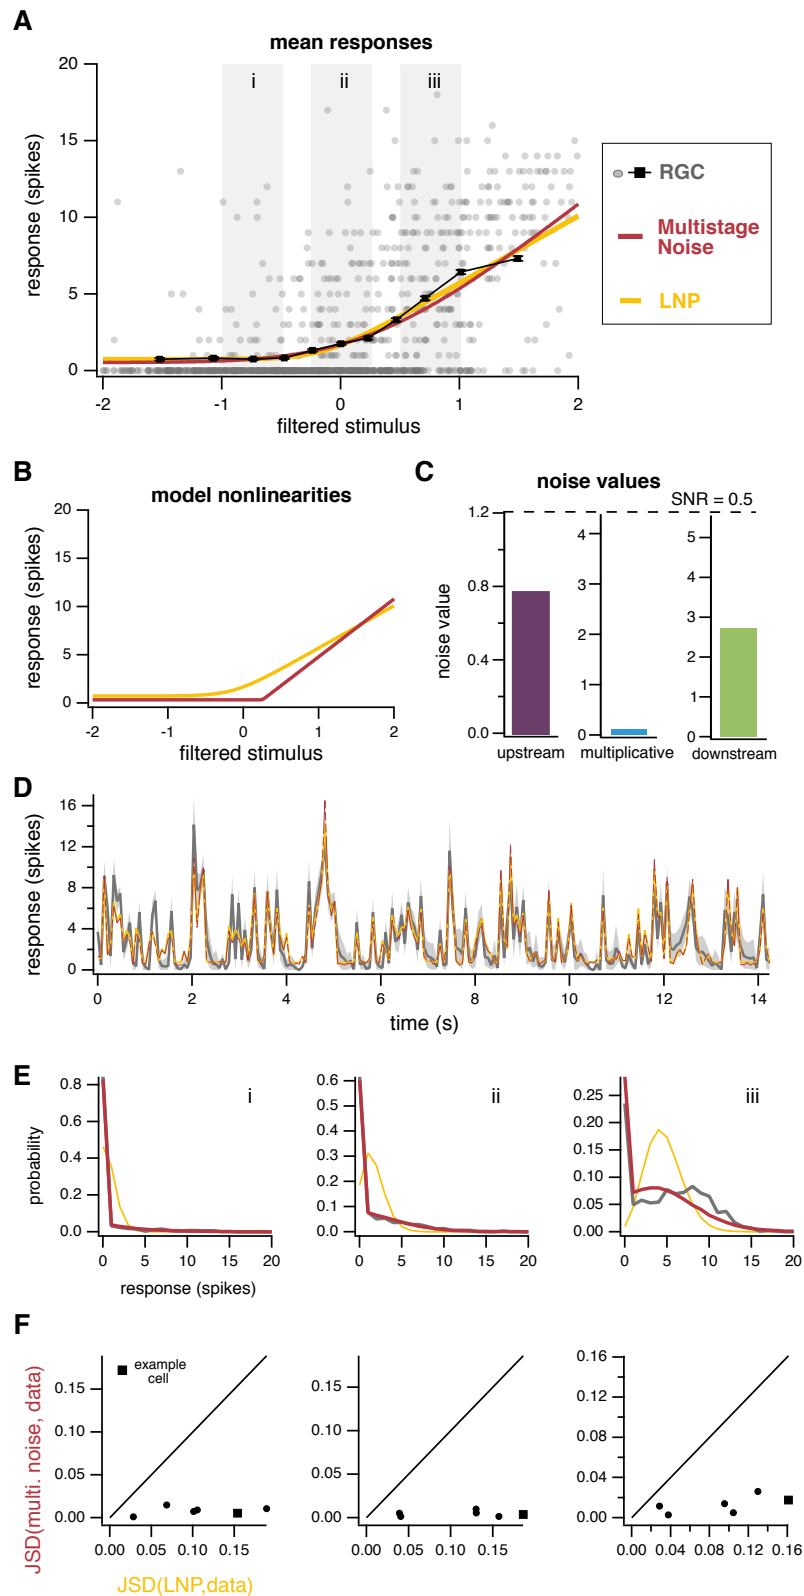 A
mean responses
20
15
10
5
0
response (spikes)
i
ii
iii
-2
-1
0
1
2
filtered stimulus
RGC
Multistage
Noise
LNP
B
model nonlinearities
20
15
10
5
0
response (spikes)
-2
-1
0
1
2
filtered stimulus
C
noise values
SNR = 0.5
noise value
1.2
0.8
0.4
0.0
upstream
4
3
2
1
0
multiplicative
5
4
3
2
1
0
downstream
D
response (spikes)
16
12
8
4
0
0
2
4
6
8
10
12
14
time (s)
E
probability
i
0.8
0.6
0.4
0.2
0.0
0
5
10
15
20
response (spikes)
ii
0.6
0.5
0.4
0.3
0.2
0.1
0.0
0
5
10
15
20
iii
0.25
0.20
0.15
0.10
0.05
0.00
0
5
10
15
20
F
JSD(multi. noise, data)
example
cell
0.15
0.10
0.05
0.00
0.00
0.05
0.10
0.15
JSD(LNP,data)
0.15
0.10
0.05
0.00
0.00
0.05
0.10
0.15
0.16
0.12
0.08
0.04
0.00
0.00
0.04
0.08
0.12
0.16